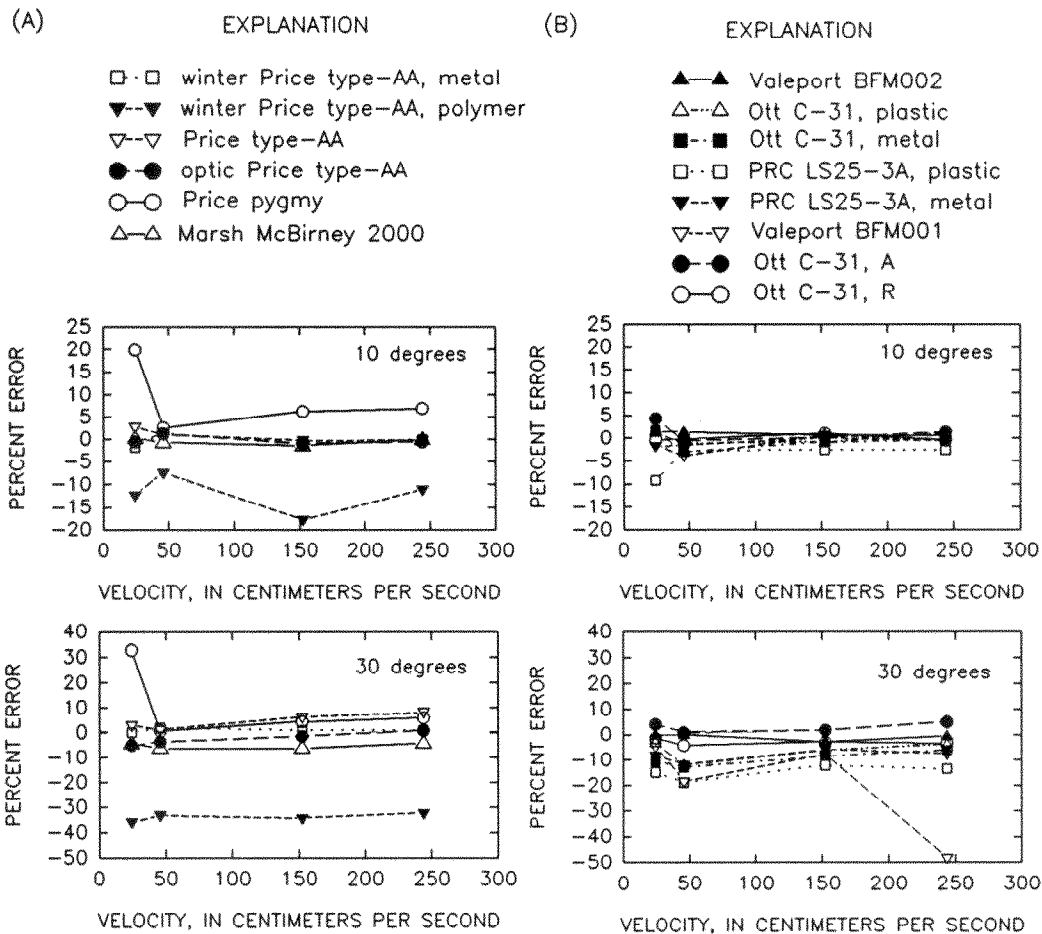 (A)
EXPLANATION
winter Price type-AA, metal
winter Price type-AA, polymer
Price type-AA
optic Price type-AA
Price pygmy
Marsh McBirney 2000
(B)
EXPLANATION
Valeport BFM002
Ott C-31, plastic
Ott C-31, metal
PRC LS25-3A, plastic
PRC LS25-3A, metal
Valeport BFM001
Ott C-31, A
Ott C-31, R
PERCENT ERROR
25
20
15
10
5
0
-5
-10
-15
-20
10 degrees
0 50 100 150 200 250 300
VELOCITY, IN CENTIMETERS PER SECOND
PERCENT ERROR
25
20
15
10
5
0
-5
-10
-15
-20
10 degrees
0 50 100 150 200 250 300
VELOCITY, IN CENTIMETERS PER SECOND
PERCENT ERROR
40
30
20
10
0
-10
-20
-30
-40
-50
30 degrees
0 50 100 150 200 250 300
VELOCITY, IN CENTIMETERS PER SECOND
PERCENT ERROR
40
30
20
10
0
-10
-20
-30
-40
-50
30 degrees
0 50 100 150 200 250 300
VELOCITY, IN CENTIMETERS PER SECOND